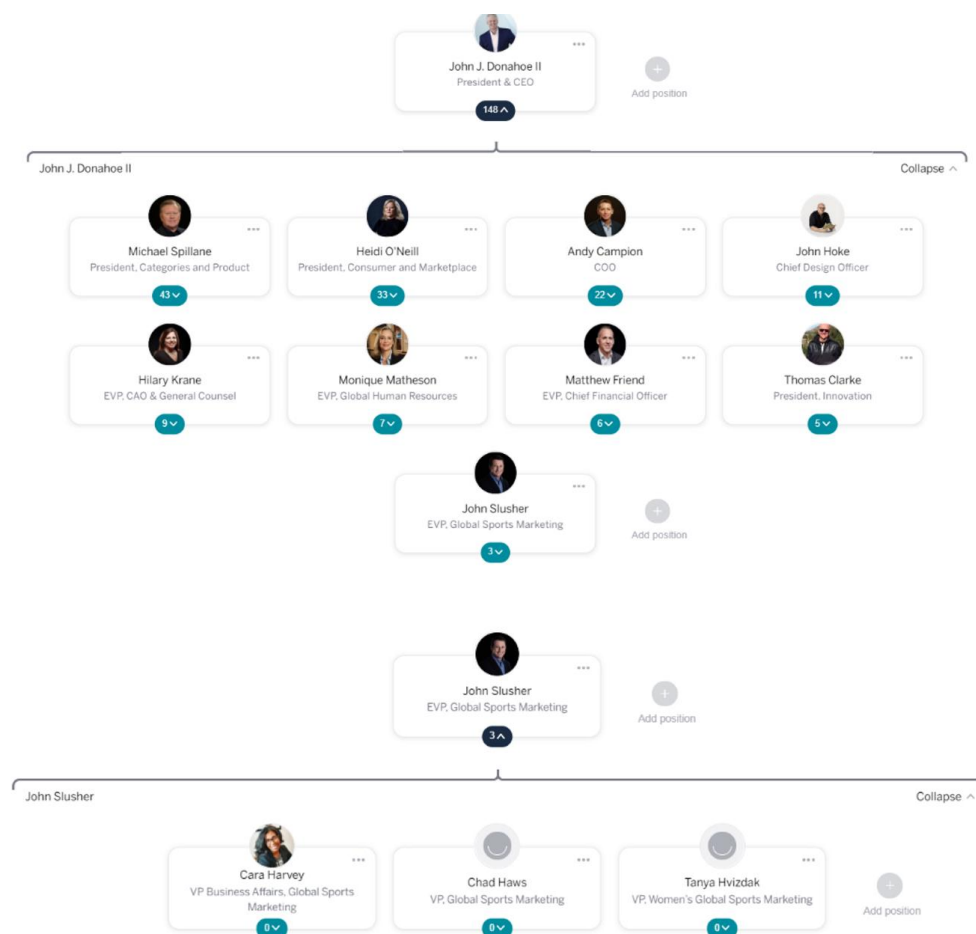 John J. Donahoe II
President & CEO
148
Add position
John J. Donahoe II
Collapse
Michael Spillane
President, Categories and Product
43
Heidi O'Neill
President, Consumer and Marketplace
33
Andy Campion
COO
22
John Hoke
Chief Design Officer
11
Hilary Krane
EVP, CAO & General Counsel
9
Monique Matheson
EVP, Global Human Resources
7
Matthew Friend
EVP, Chief Financial Officer
6
Thomas Clarke
President, Innovation
5
John Slusher
EVP, Global Sports Marketing
3
Add position
John Slusher
EVP, Global Sports Marketing
3
Add position
John Slusher
Collapse
Cara Harvey
VP Business Affairs, Global Sports
Marketing
0
Chad Haws
VP, Global Sports Marketing
0
Tanya Hvizdak
VP, Women's Global Sports Marketing
0
Add position